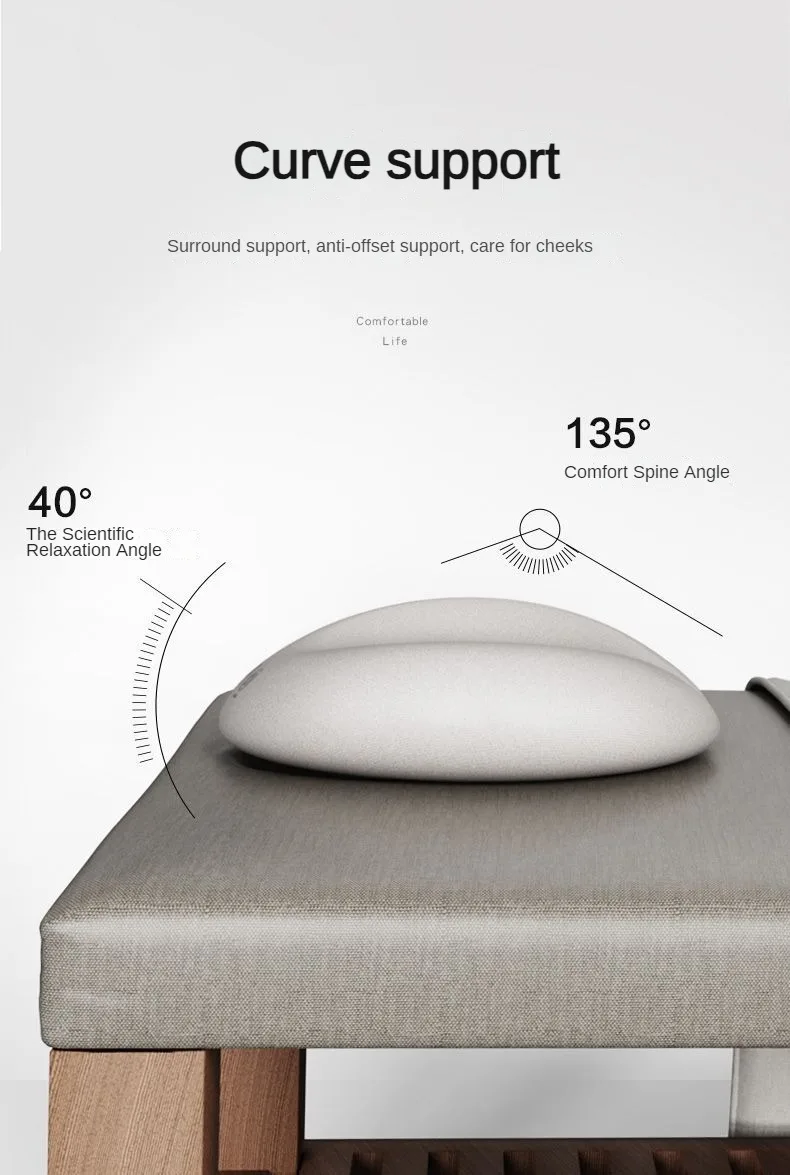 Curve support
Surround support, anti-offset support, care for cheeks
Comfortable
Life
135°
Comfort Spine Angle
40°
The Scientific
Relaxation Angle